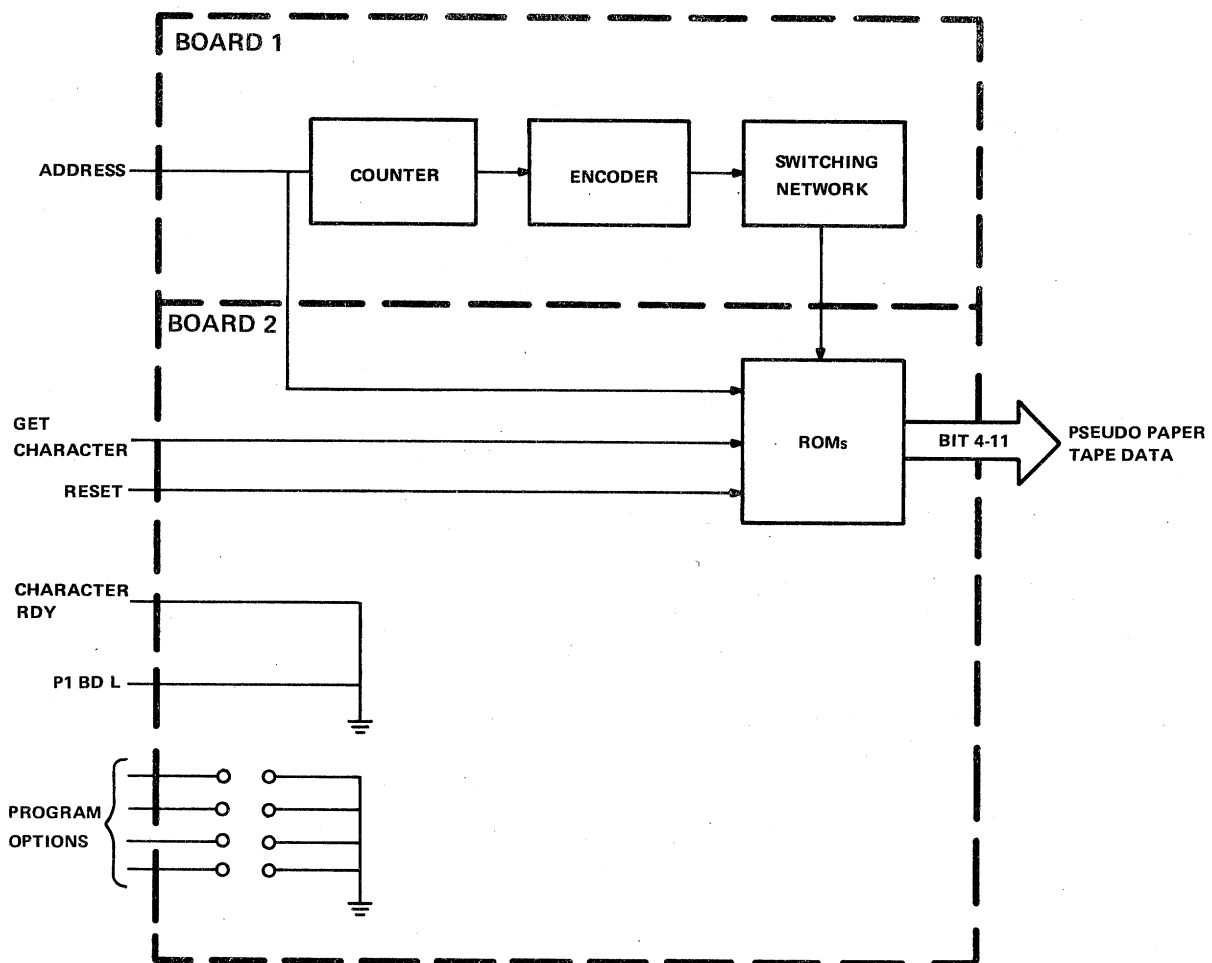 BOARD 1
ADDRESS
COUNTER
ENCODER
SWITCHING
NETWORK
BOARD 2
GET
CHARACTER
RESET
ROMs
BIT 4-11
PSEUDO PAPER
TAPE DATA
CHARACTER
RDY
P1 BD L
PROGRAM
OPTIONS